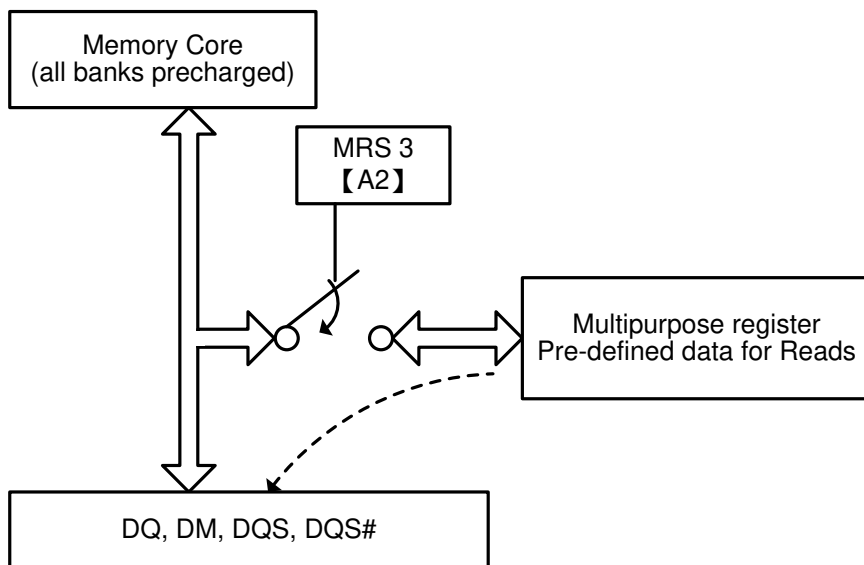 Memory Core
(all banks precharged)
MRS 3
【A2】
Multipurpose register
Pre-defined data for Reads
DQ, DM, DQS, DQS#